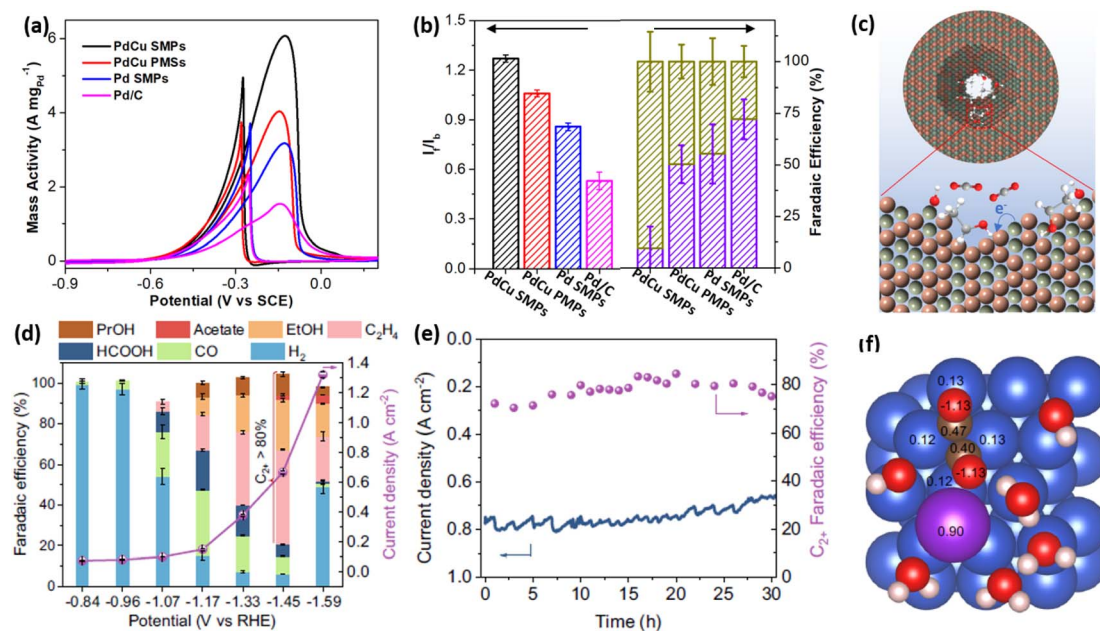 (a)
PdCu SMPs
PdCu PMSs
Pd SMPs
Pd/C
Mass Activity (A mgPd⁻¹)
6
4
2
0
-0.9
-0.6
-0.3
0.0
Potential (V vs SCE)
(b)
1.5
1.2
0.9
0.6
0.3
0.0
If/Ib
100
75
50
25
0
Faradaic Efficiency (%)
PdCu SMPs
PdCu PMPs
Pd SMPs
Pd/C
PdCu SMPs
PdCu PMPs
Pd SMPs
Pd/C
(c)
e⁻
(d)
PrOH
Acetate
EtOH
C₂H₄
HCOOH
CO
H₂
Faradaic efficiency (%)
100
80
60
40
20
0
C₂₊ > 80%
1.4
1.2
1.0
0.8
0.6
0.4
0.2
0.0
Current density (A cm⁻²)
-0.84
-0.96
-1.07
-1.17
-1.33
-1.45
-1.59
Potential (V vs RHE)
(e)
0.0
0.2
0.4
0.6
0.8
1.0
Current density (A cm⁻²)
100
80
60
40
20
0
C₂₊ Faradaic efficiency (%)
0
5
10
15
20
25
30
Time (h)
(f)
0.13
-1.13
0.47
0.12
0.13
0.40
0.12
-1.13
0.90